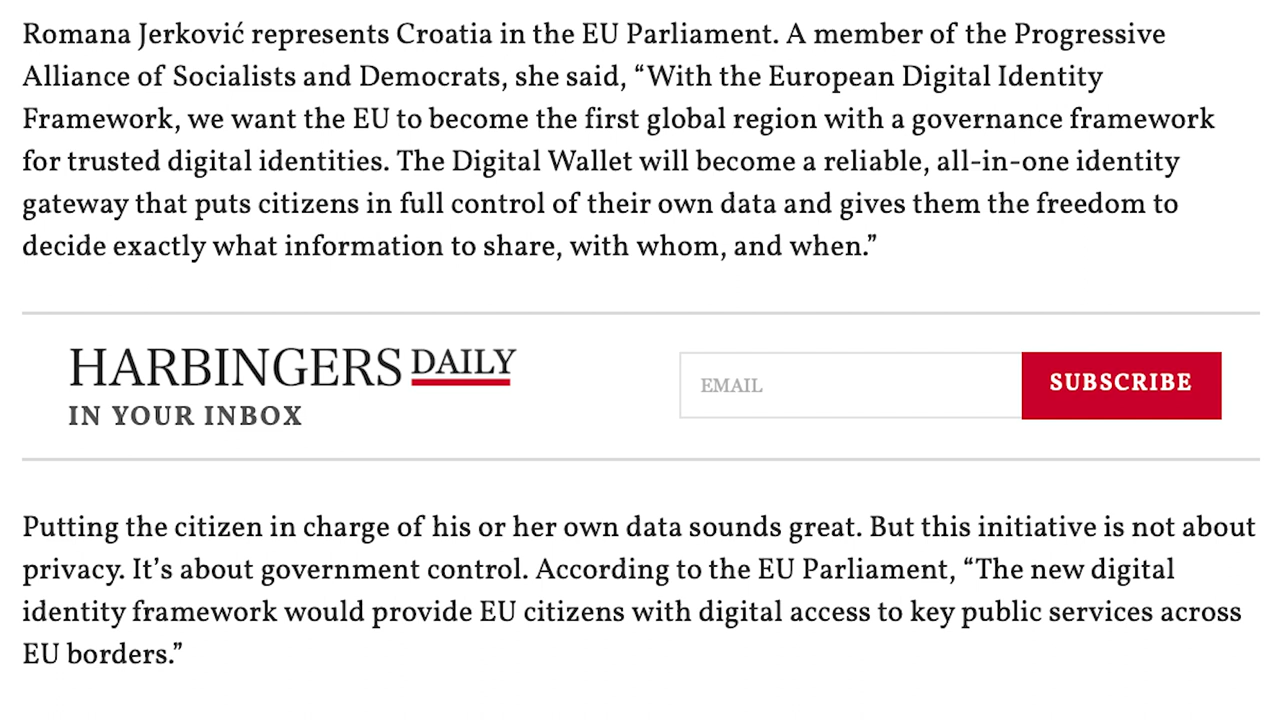 Romana Jerković represents Croatia in the EU Parliament. A member of the Progressive
Alliance of Socialists and Democrats, she said, “With the European Digital Identity
Framework, we want the EU to become the first global region with a governance framework
for trusted digital identities. The Digital Wallet will become a reliable, all-in-one identity
gateway that puts citizens in full control of their own data and gives them the freedom to
decide exactly what information to share, with whom, and when.”
HARBINGERS DAILY
IN YOUR INBOX
EMAIL
SUBSCRIBE
Putting the citizen in charge of his or her own data sounds great. But this initiative is not about
privacy. It’s about government control. According to the EU Parliament, “The new digital
identity framework would provide EU citizens with digital access to key public services across
EU borders.”